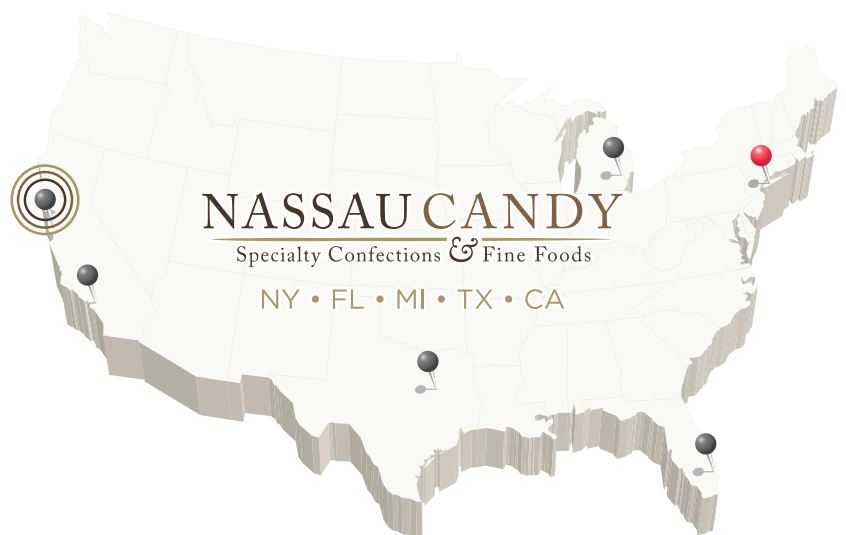 NASSAU CANDY
Specialty Confections & Fine Foods
NY • FL • MI • TX • CA